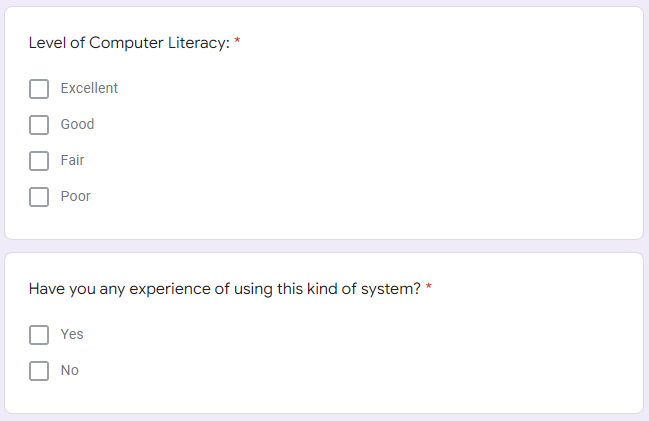 Level of Computer Literacy: *
Excellent
Good
Fair
Poor
Have you any experience of using this kind of system? *
Yes
No